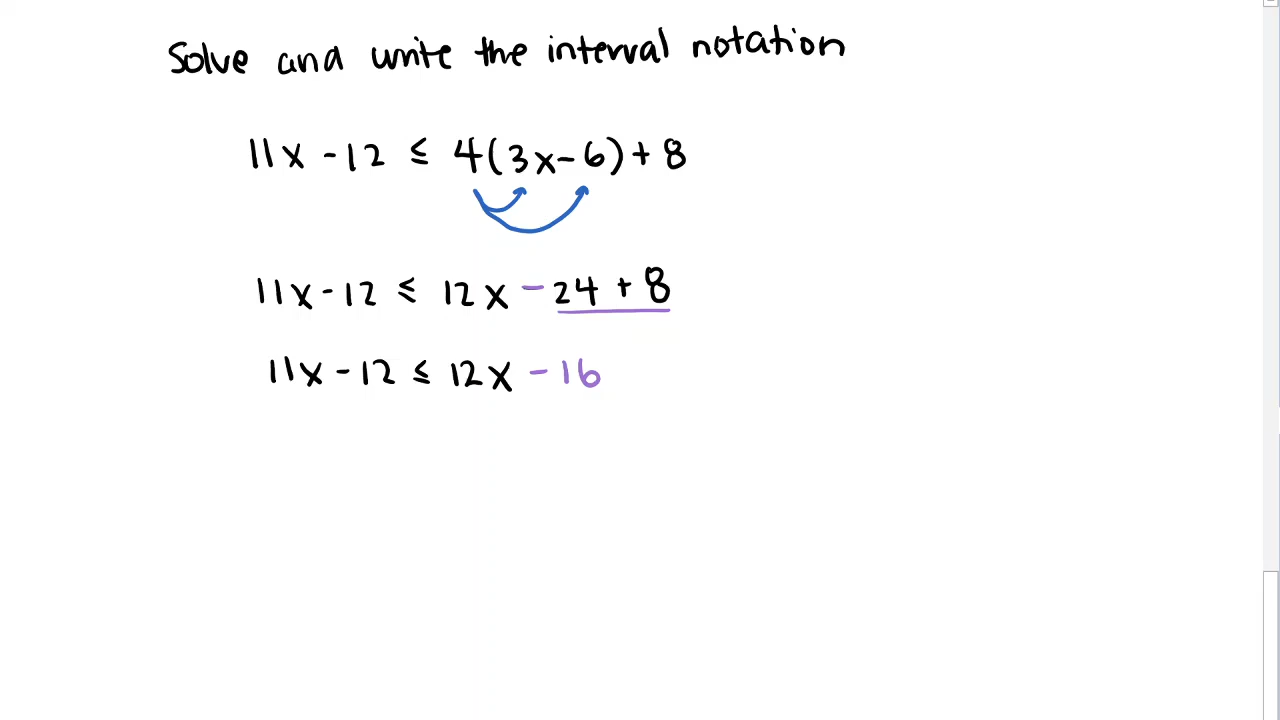 Solve and write the interval notation
11x - 12 ≤ 4(3x - 6) + 8
11x - 12 ≤ 12x - 24 + 8
11x - 12 ≤ 12x - 16